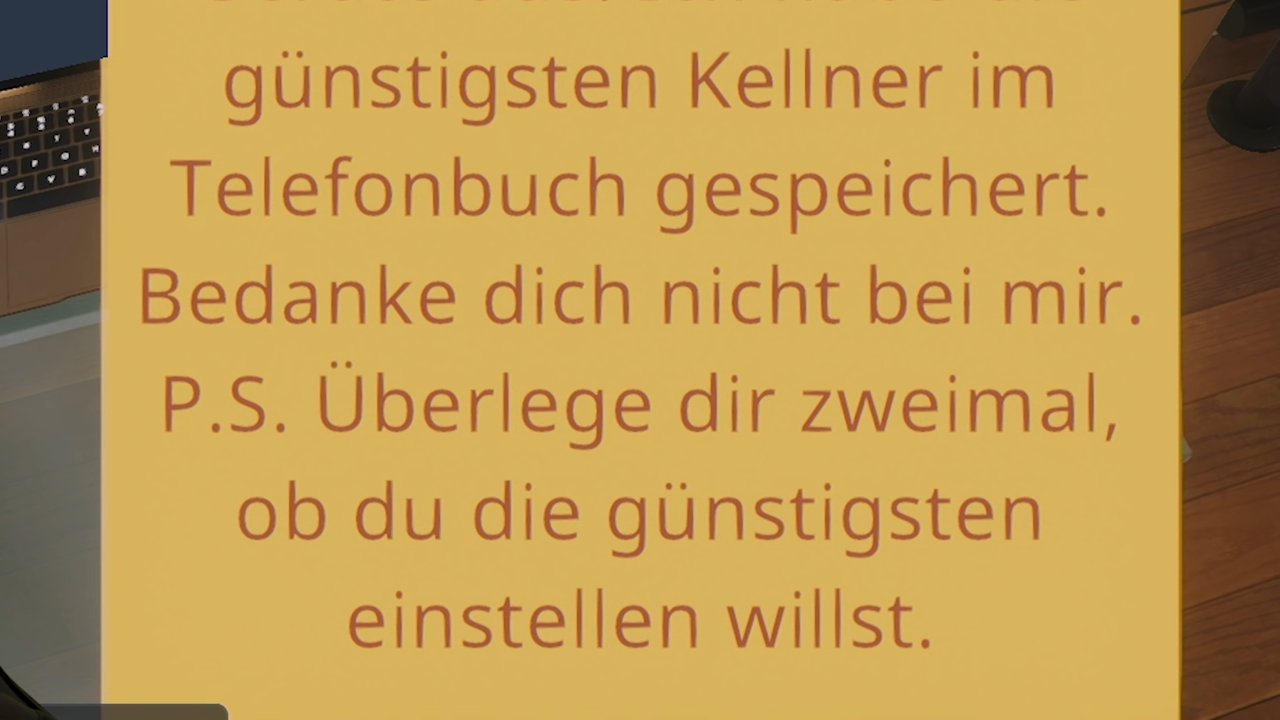 günstigsten Kellner im
Telefonbuch gespeichert.
Bedanke dich nicht bei mir.
P.S. Überlege dir zweimal,
ob du die günstigsten
einstellen willst.